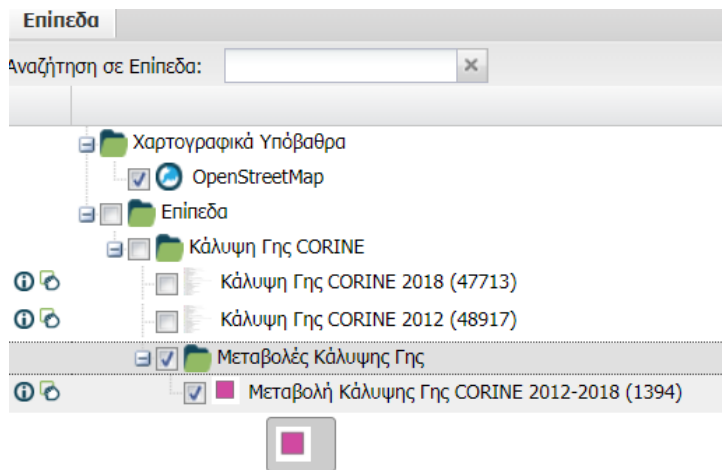 Επίπεδα
Αναζήτηση σε Επίπεδα:
Χαρτογραφικά Υπόβαθρα
OpenStreetMap
Επίπεδα
Κάλυψη Γης CORINE
Κάλυψη Γης CORINE 2018 (47713)
Κάλυψη Γης CORINE 2012 (48917)
Μεταβολές Κάλυψης Γης
Μεταβολή Κάλυψης Γης CORINE 2012-2018 (1394)